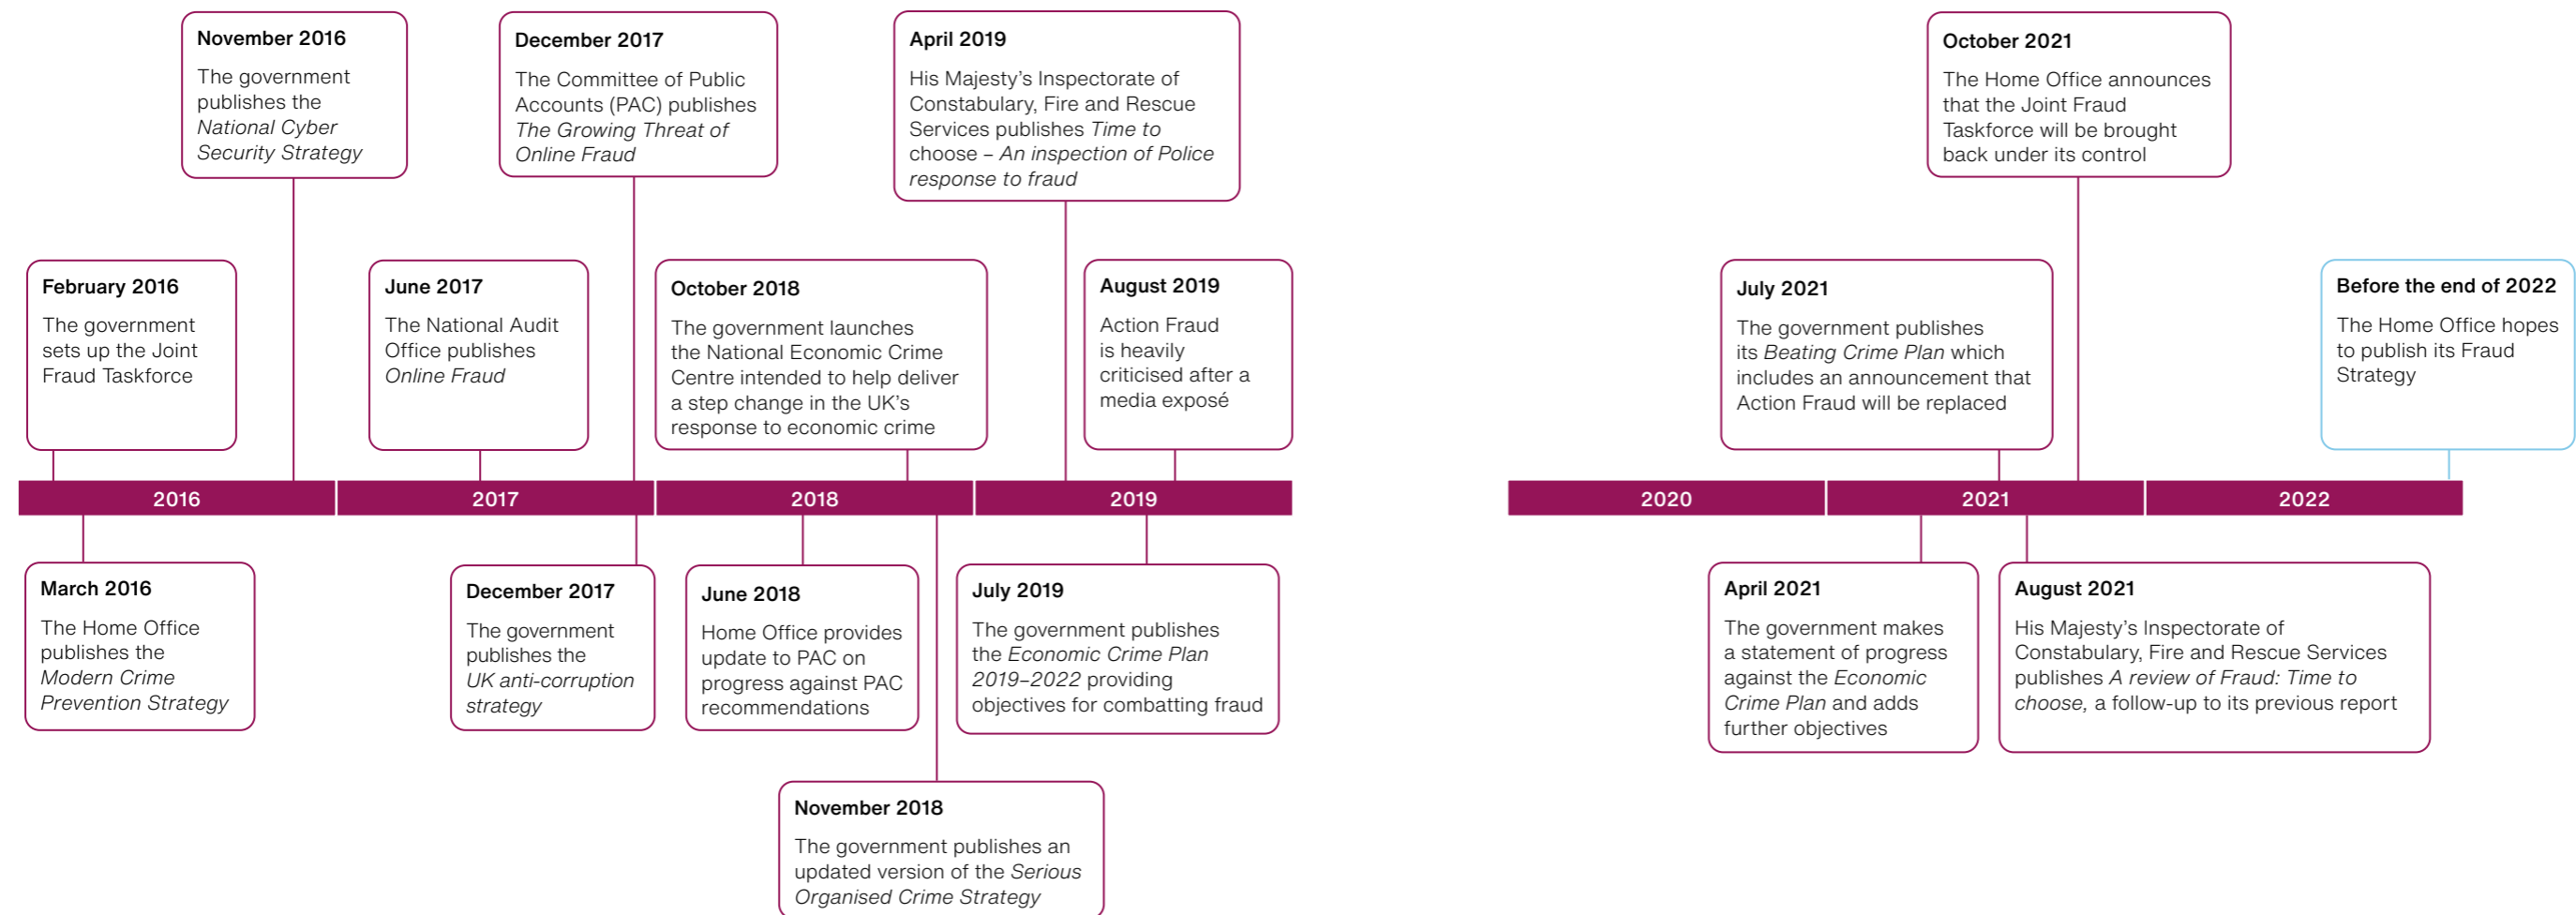 November 2016
The government
publishes the
National Cyber
Security Strategy
December 2017
The Committee of Public
Accounts (PAC) publishes
The Growing Threat of
Online Fraud
April 2019
His Majesty's Inspectorate of
Constabulary, Fire and Rescue
Services publishes Time to
choose – An inspection of Police
response to fraud
October 2021
The Home Office announces
that the Joint Fraud
Taskforce will be brought
back under its control
February 2016
The government
sets up the Joint
Fraud Taskforce
June 2017
The National Audit
Office publishes
Online Fraud
October 2018
The government launches
the National Economic Crime
Centre intended to help deliver
a step change in the UK's
response to economic crime
August 2019
Action Fraud
is heavily
criticised after a
media exposé
July 2021
The government publishes
its Beating Crime Plan which
includes an announcement that
Action Fraud will be replaced
Before the end of 2022
The Home Office hopes
to publish its Fraud
Strategy
2016
2017
2018
2019
2020
2021
2022
March 2016
The Home Office
publishes the
Modern Crime
Prevention Strategy
December 2017
The government
publishes the
UK anti-corruption
strategy
June 2018
Home Office provides
update to PAC on
progress against PAC
recommendations
July 2019
The government publishes
the Economic Crime Plan
2019–2022 providing
objectives for combatting fraud
April 2021
The government makes
a statement of progress
against the Economic
Crime Plan and adds
further objectives
August 2021
His Majesty's Inspectorate of
Constabulary, Fire and Rescue Services
publishes A review of Fraud: Time to
choose, a follow-up to its previous report
November 2018
The government publishes an
updated version of the Serious
Organised Crime Strategy